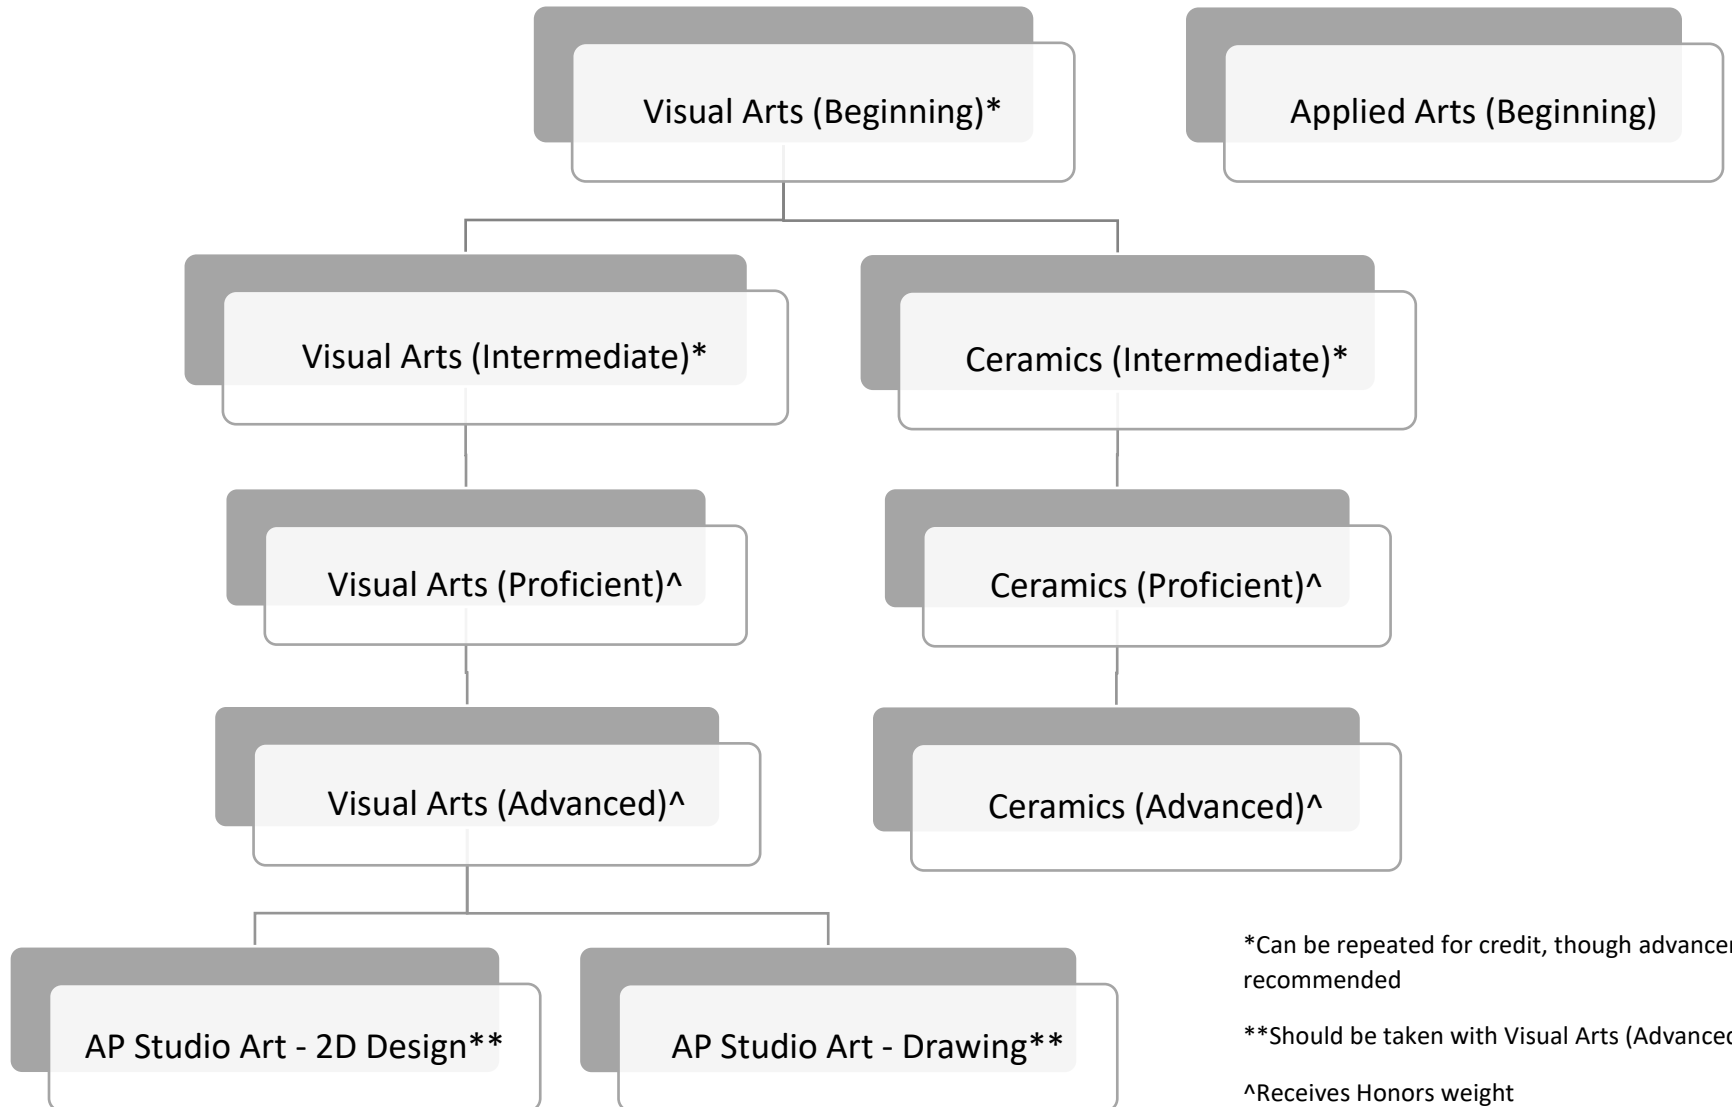 Visual Arts (Beginning)*
Applied Arts (Beginning)
Visual Arts (Intermediate)*
Ceramics (Intermediate)*
Visual Arts (Proficient)^
Ceramics (Proficient)^
Visual Arts (Advanced)^
Ceramics (Advanced)^
AP Studio Art - 2D Design**
AP Studio Art - Drawing**
*Can be repeated for credit, though
recommended
**Should be taken with Visual Arts (Advanced
^Receives Honors weight